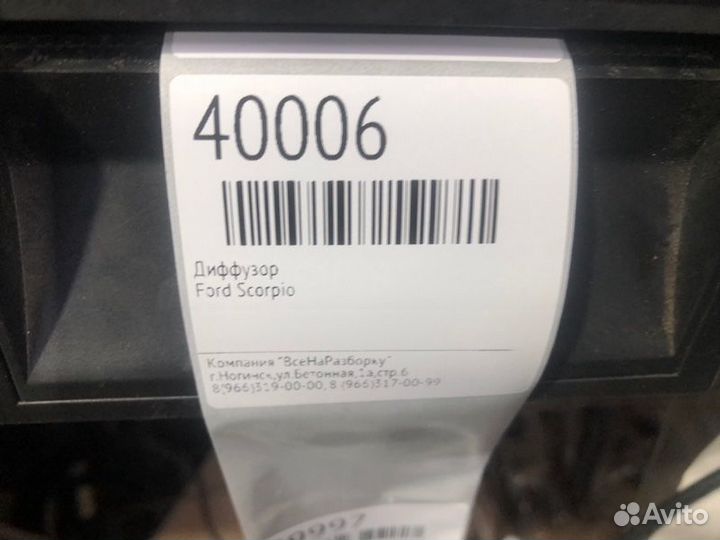 40006
Диффузор
Ford Scorpio
Компания "ВсеНаРазборку"
г.Ногинск,ул.Бетонная,1а,стр.6
8(966)319-00-00, 8 (966)317-00-99
Avito